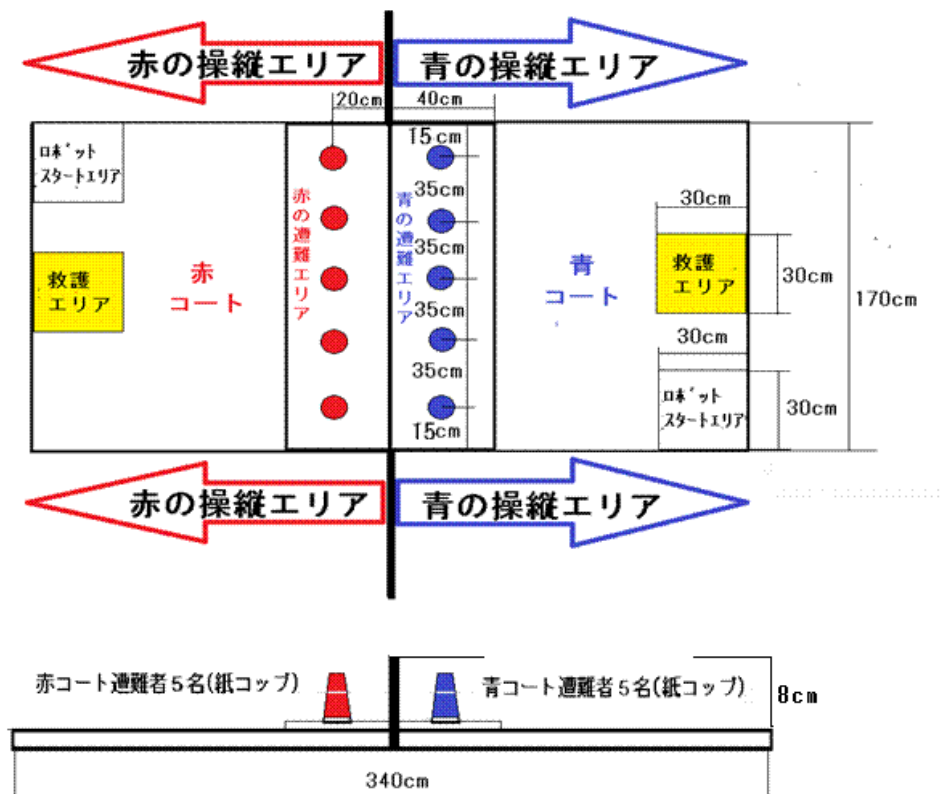 赤の操縦エリア
青の操縦エリア
20cm
40cm
ロボット
スタートエリア
15cm
35cm
35cm
35cm
35cm
15cm
赤の遭難エリア
青の遭難エリア
救護
エリア
赤
コート
青
コート
30cm
救護
エリア
30cm
170cm
30cm
ロボット
スタートエリア
30cm
赤の操縦エリア
青の操縦エリア
赤コート遭難者5名(紙コップ)
青コート遭難者5名(紙コップ)
8cm
340cm